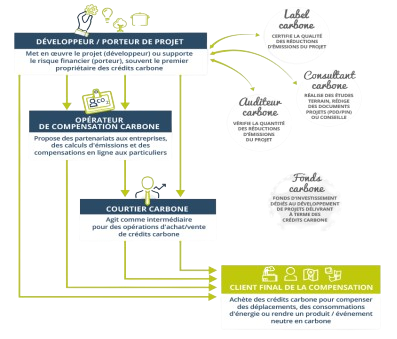 DÉVELOPPEUR / PORTEUR DE PROJET
Met en œuvre le projet (développeur) ou supporte
le risque financier (porteur), souvent le premier
propriétaire des crédits carbone
Label
carbone
CERTIFIE LA QUALITÉ
DES RÉDUCTIONS
D'ÉMISSIONS DU PROJET
Consultant
carbone
RÉALISE DES ÉTUDES
TERRAIN, RÉDIGE
DES DOCUMENTS
PROJETS (PDD/PIN)
OU CONSEILLE
Auditeur
carbone
VÉRIFIE LA QUANTITÉ
DES RÉDUCTIONS
D'ÉMISSIONS
DU PROJET
CO₂
OPÉRATEUR
DE COMPENSATION CARBONE
Propose des partenariats aux entreprises,
des calculs d'émissions et des
compensations en ligne aux particuliers
Fonds
carbone
FONDS D'INVESTISSEMENT
DÉDIÉS AU DÉVELOPPEMENT
DE PROJETS DÉLIVRANT
À TERME DES
CRÉDITS CARBONE
COURTIER CARBONE
Agit comme intermédiaire
pour des opérations d'achat/vente
de crédits carbone
CLIENT FINAL DE LA COMPENSATION
Achète des crédits carbone pour compenser
des déplacements, des consommations
d'énergie ou rendre un produit / événement
neutre en carbone